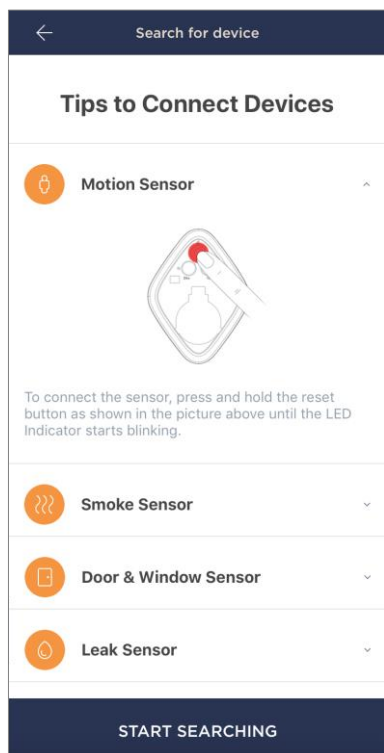 Search for device
Tips to Connect Devices
Motion Sensor
To connect the sensor, press and hold the reset
button as shown in the picture above until the LED
Indicator starts blinking.
Smoke Sensor
Door & Window Sensor
Leak Sensor
START SEARCHING